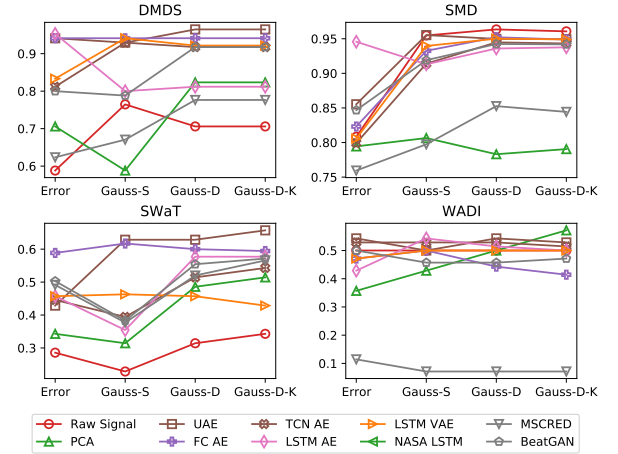 DMDS
0.9
0.8
0.7
0.6
Error Gauss-S Gauss-D Gauss-D-K
SMD
0.95
0.90
0.85
0.80
0.75
Error Gauss-S Gauss-D Gauss-D-K
SWaT
0.6
0.5
0.4
0.3
Error Gauss-S Gauss-D Gauss-D-K
WADI
0.5
0.4
0.3
0.2
0.1
Error Gauss-S Gauss-D Gauss-D-K
Raw Signal UAE TCN AE LSTM VAE MSCRED
PCA FC AE LSTM AE NASA LSTM BeatGAN